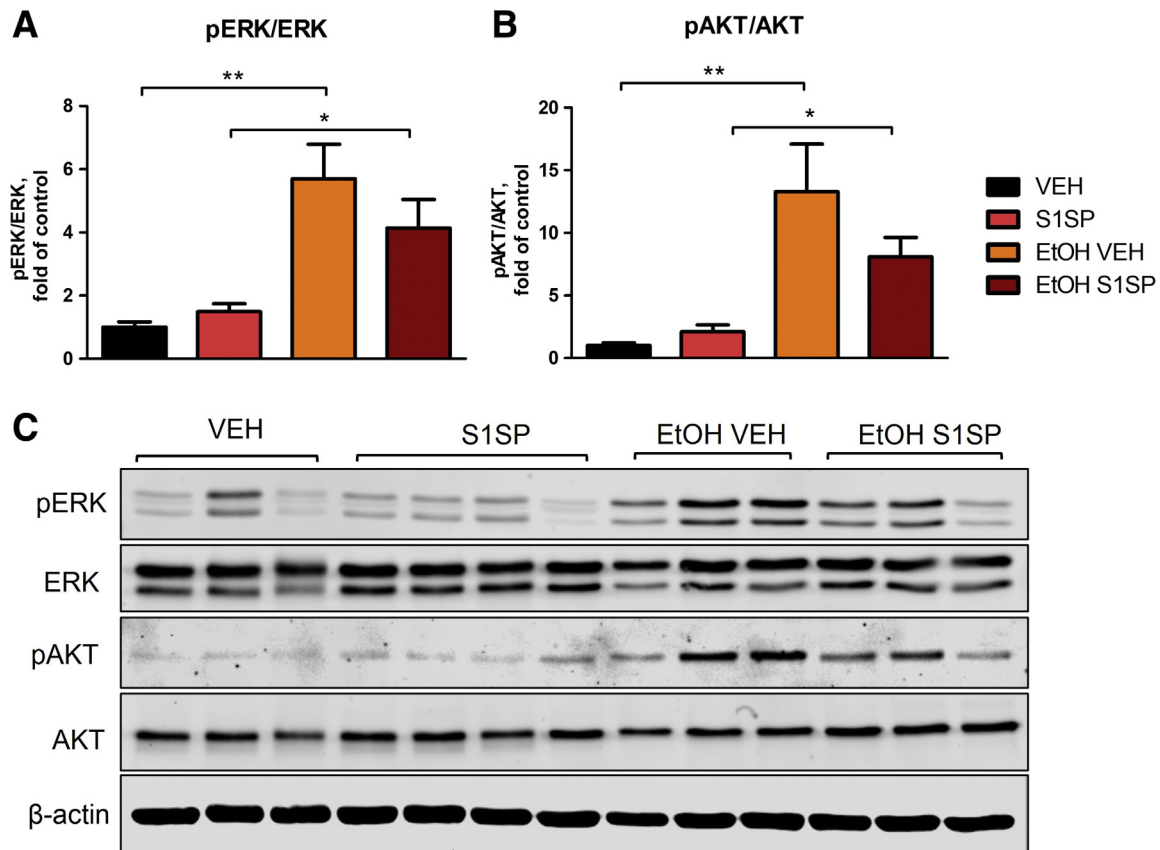 A
pERK/ERK
**
*
pERK/ERK,
fold of control
8
6
4
2
0
B
pAKT/AKT
**
*
pAKT/AKT,
fold of control
20
15
10
5
0
VEH
S1SP
EtOH VEH
EtOH S1SP
C
VEH
S1SP
EtOH VEH
EtOH S1SP
pERK
ERK
pAKT
AKT
β-actin